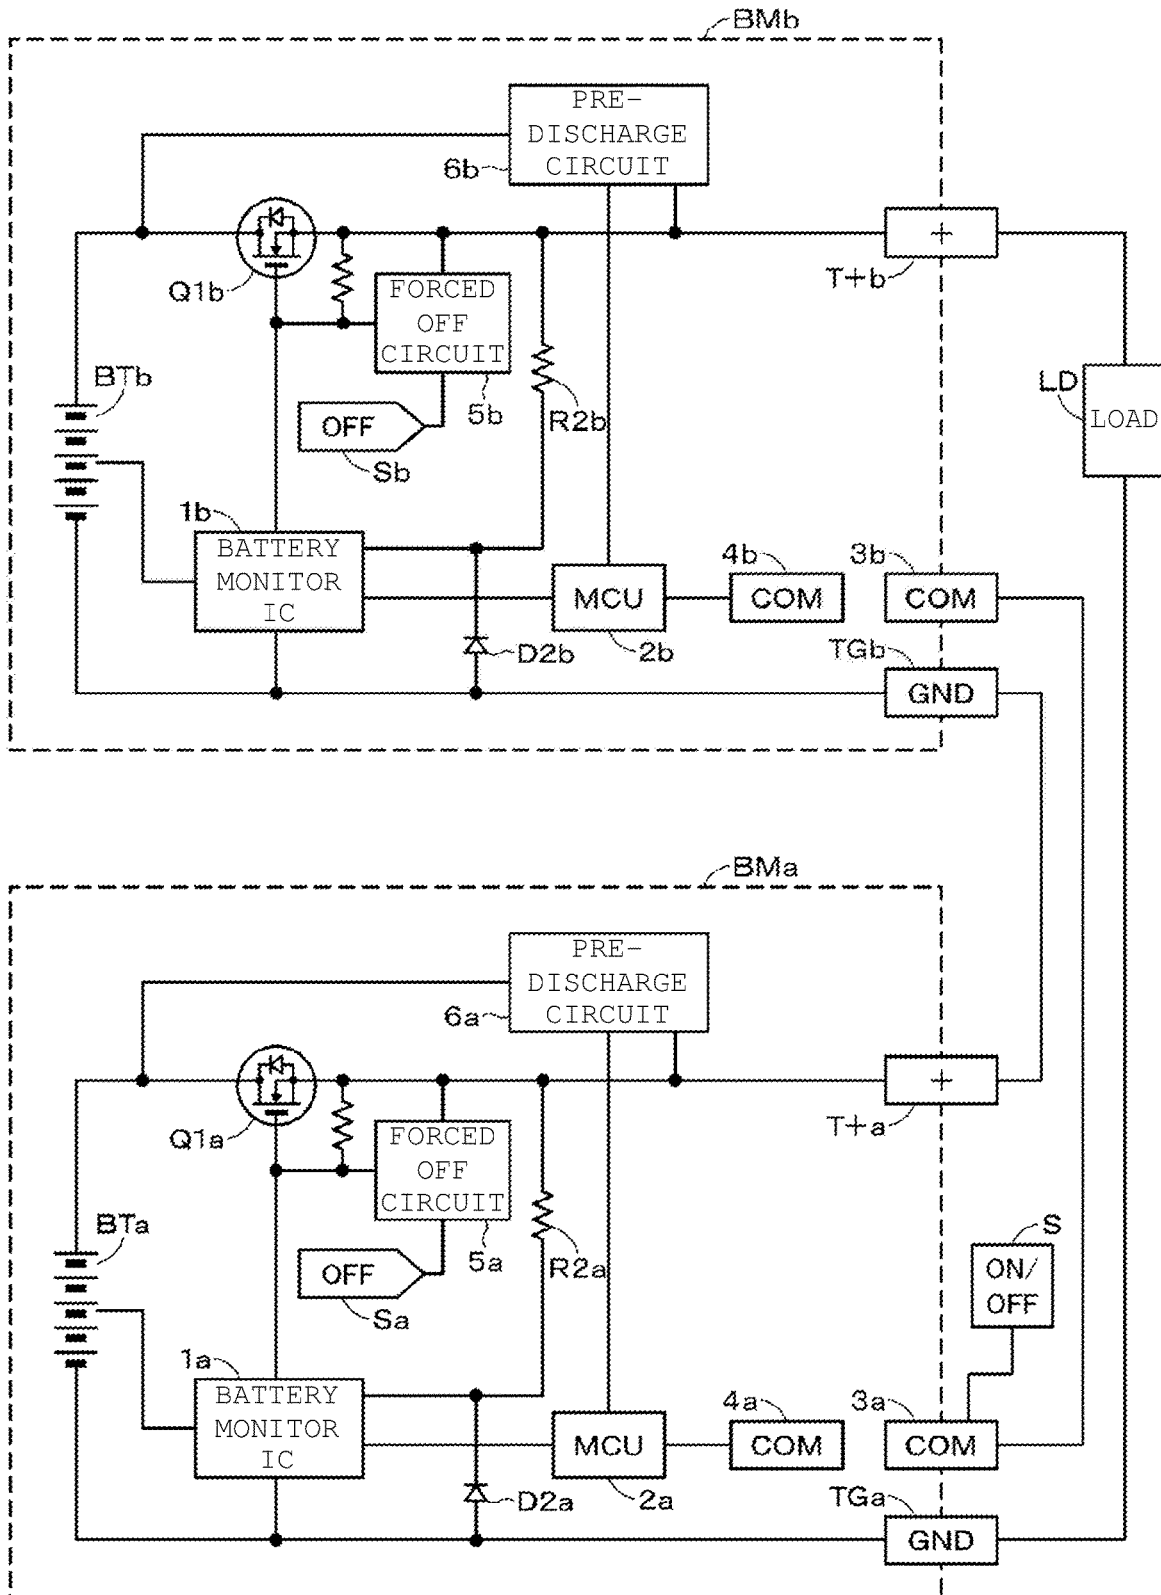 BMb
PRE-
DISCHARGE
CIRCUIT
6b
+
T+b
Q1b
FORCED
OFF
CIRCUIT
5b
R2b
BTb
OFF
Sb
LD
LOAD
1b
BATTERY
MONITOR
IC
MCU
2b
4b
COM
3b
COM
D2b
TGb
GND
BMa
PRE-
DISCHARGE
CIRCUIT
6a
+
T+a
Q1a
FORCED
OFF
CIRCUIT
5a
R2a
BTa
OFF
Sa
S
ON/
OFF
1a
BATTERY
MONITOR
IC
MCU
2a
4a
COM
3a
COM
D2a
TGa
GND